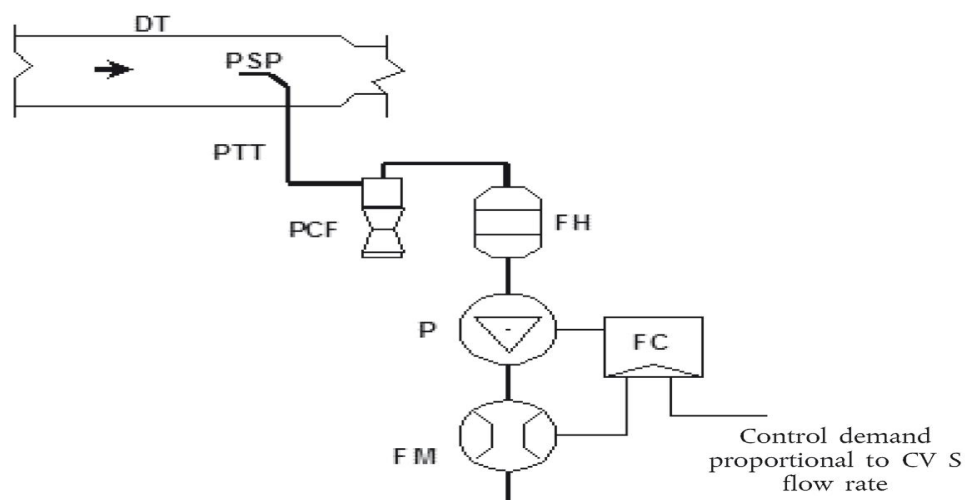 DT
PSP
PTT
PCF
FH
P
FC
FM
Control demand
proportional to CV S
flow rate